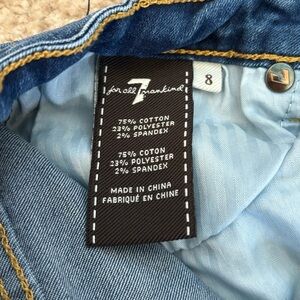 7
for all mankind
8
75% COTTON
23% POLYESTER
2% SPANDEX
75% COTON
23% POLYESTER
2% SPANDEX
MADE IN CHINA
FABRIQUÉ EN CHINE